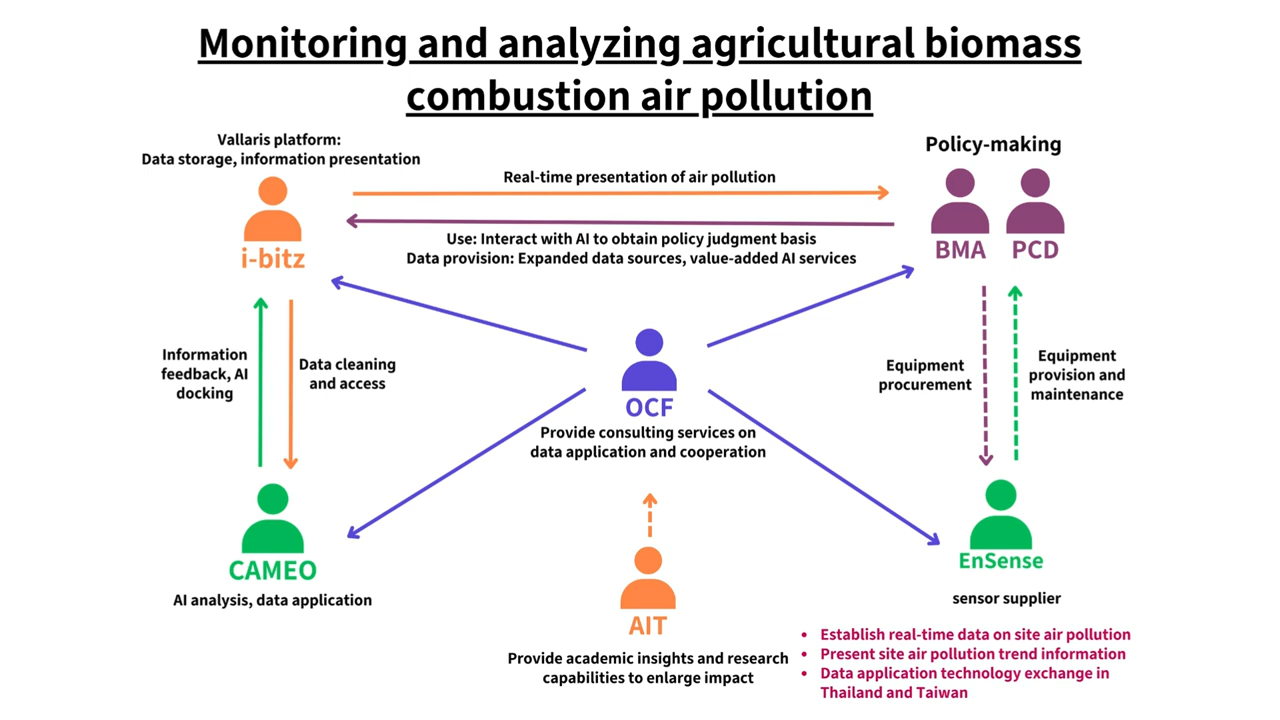 Monitoring and analyzing agricultural biomass
combustion air pollution
Vallaris platform:
Data storage, information presentation
i-bitz
Real-time presentation of air pollution
Use: Interact with AI to obtain policy judgment basis
Data provision: Expanded data sources, value-added AI services
Policy-making
BMA
PCD
Information
feedback, AI
docking
Data cleaning
and access
OCF
Provide consulting services on
data application and cooperation
Equipment
procurement
Equipment
provision and
maintenance
CAMEO
AI analysis, data application
AIT
Provide academic insights and research
capabilities to enlarge impact
EnSense
sensor supplier
• Establish real-time data on site air pollution
• Present site air pollution trend information
• Data application technology exchange in
Thailand and Taiwan